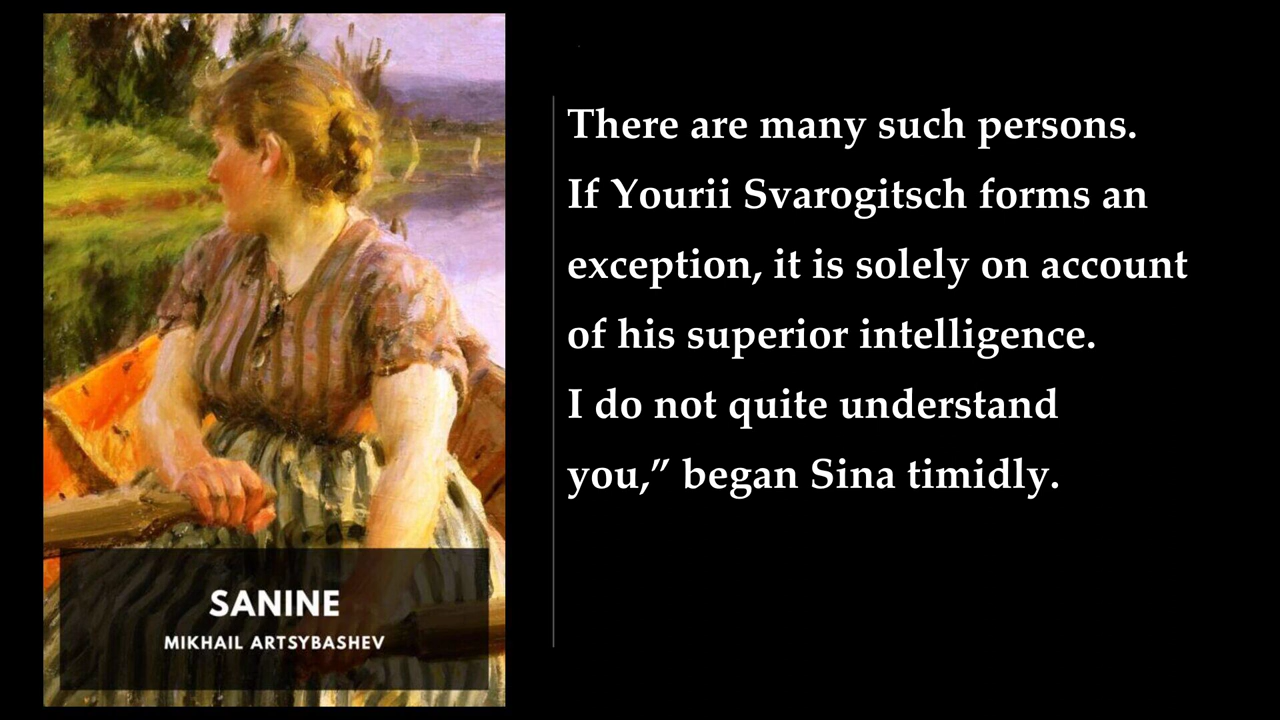 SANINE
MIKHAIL ARTSYBASHEV
There are many such persons.
If Yourii Svarogitsch forms an
exception, it is solely on account
of his superior intelligence.
I do not quite understand
you,” began Sina timidly.